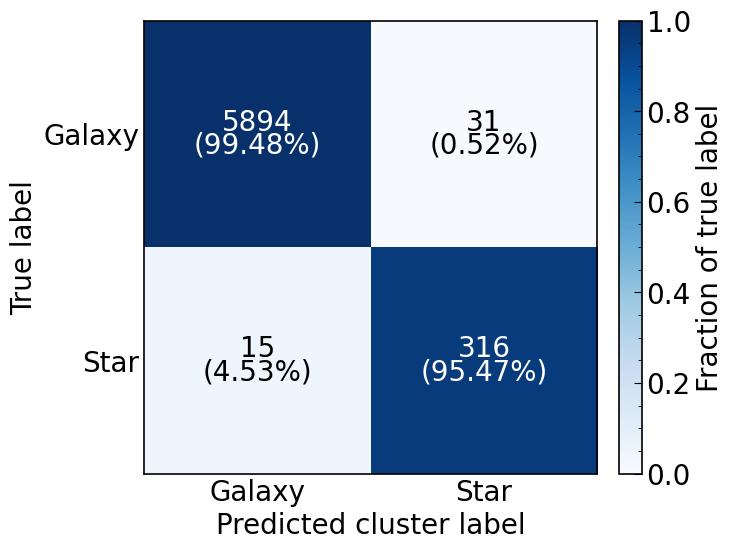 True label
Galaxy
Star
5894
(99.48%)
31
(0.52%)
15
(4.53%)
316
(95.47%)
Galaxy
Star
Predicted cluster label
1.0
0.8
0.6
0.4
0.2
0.0
Fraction of true label